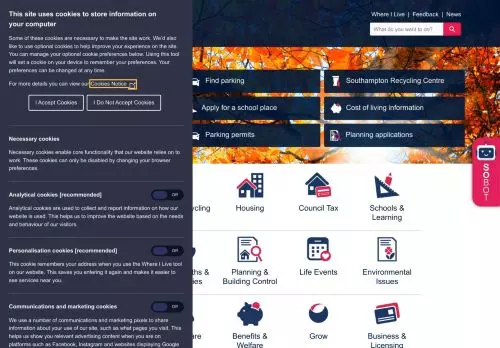 This site uses cookies to store information on
your computer
Some of these cookies are necessary to make the site work. We'd also
like to use optional cookies to help improve your experience on the site.
You can manage your optional cookie preferences below. Using this tool
will set a cookie on your device to remember your preferences. Your
preferences can be changed at any time.
For more details you can view our Cookies Notice
I Accept Cookies
I Do Not Accept Cookies
Necessary cookies
Necessary cookies enable core functionality that our website relies on to
work. These cookies can only be disabled by changing your browser
preferences.
Analytical cookies [recommended]
Off
Analytical cookies are used to collect and report information on how our
website is used. This helps us to improve the website based on the needs
and behaviour of our visitors.
Personalisation cookies [recommended]
Off
This cookie remembers your address when you use the Where I Live tool
on our website. This saves you entering it again and makes it easier to
see services near you.
Communications and marketing cookies
Off
We use a number of communications and marketing pixels to share
information about your use of our site, such as what pages you visit. This
helps us show you relevant advertising content when you are on
platforms such as Facebook, Instagram and websites displaying Google
Where I Live | Feedback | News
What do you want to do?
Find parking
Southampton Recycling Centre
Apply for a school place
Cost of living information
Parking permits
Planning applications
SOBOT
ycling
Housing
Council Tax
Schools &
Learning
ths &
es
Planning &
Building Control
Life Events
Environmental
Issues
re
Benefits &
Welfare
Grow
Business &
Licensing